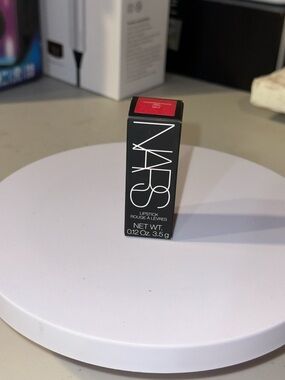 NARS
LIPSTICK
ROUGE À LÈVRES
NET WT.
0.12 Oz. 3.5 g